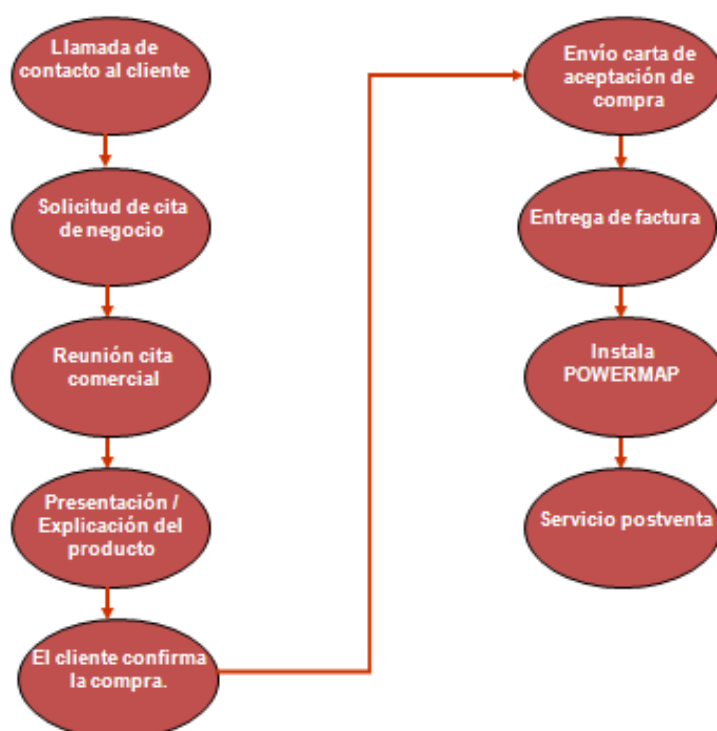 Llamada de
contacto al cliente
Solicitud de cita
de negocio
Reunión cita
comercial
Presentación /
Explicación del
producto
El cliente confirma
la compra.
Envío carta de
aceptación de
compra
Entrega de factura
Instala
POWERMAP
Servicio postventa